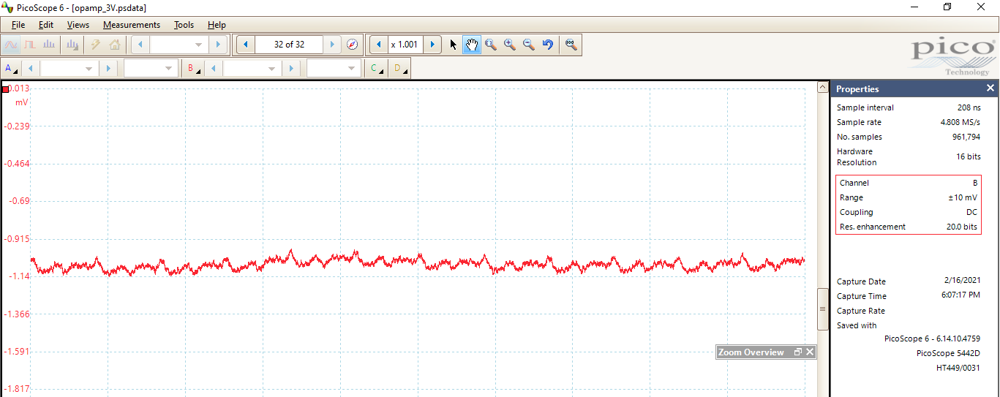 PicoScope 6 - [opamp_3V.psdata]
File Edit Views Measurements Tools Help
32 of 32 x 1.001
A B C D
pico
Technology
0.013
mV
-0.239
-0.464
-0.69
-0.915
-1.14
-1.366
-1.591
-1.817
Zoom Overview
Properties
Sample interval 208 ns
Sample rate 4.808 MS/s
No. samples 961,794
Hardware
Resolution 16 bits
Channel B
Range ±10 mV
Coupling DC
Res. enhancement 20.0 bits
Capture Date 2/16/2021
Capture Time 6:07:17 PM
Capture Rate
Saved with
PicoScope 6 - 6.14.10.4759
PicoScope 5442D
HT449/0031